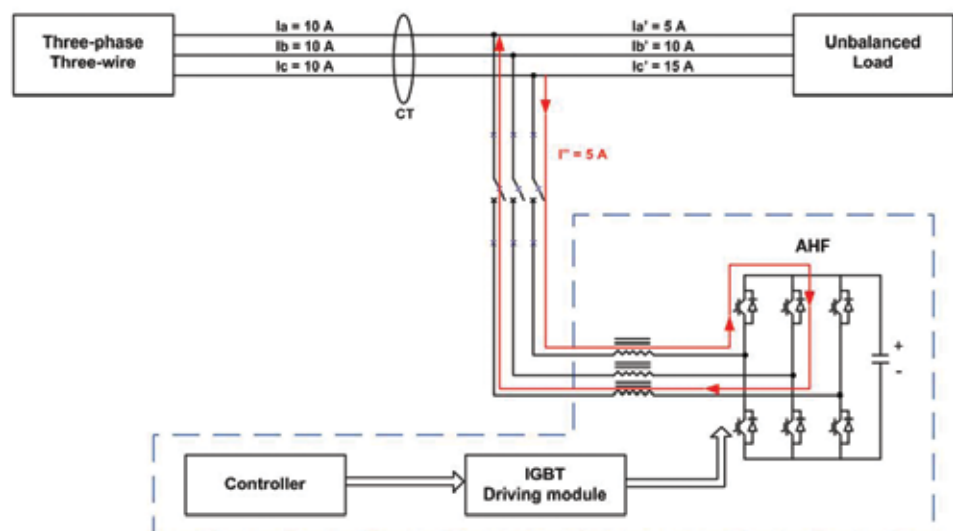 Three-phase
Three-wire
Ia = 10 A
Ib = 10 A
Ic = 10 A
CT
Ia' = 5 A
Ib' = 10 A
Ic' = 15 A
Unbalanced
Load
I" = 5 A
AHF
+
-
Controller
IGBT
Driving module